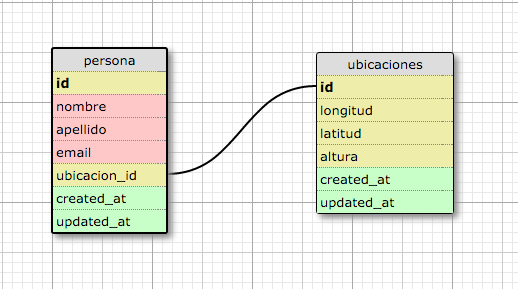 persona
id
nombre
apellido
email
ubicacion_id
created_at
updated_at
ubicaciones
id
longitud
latitud
altura
created_at
updated_at